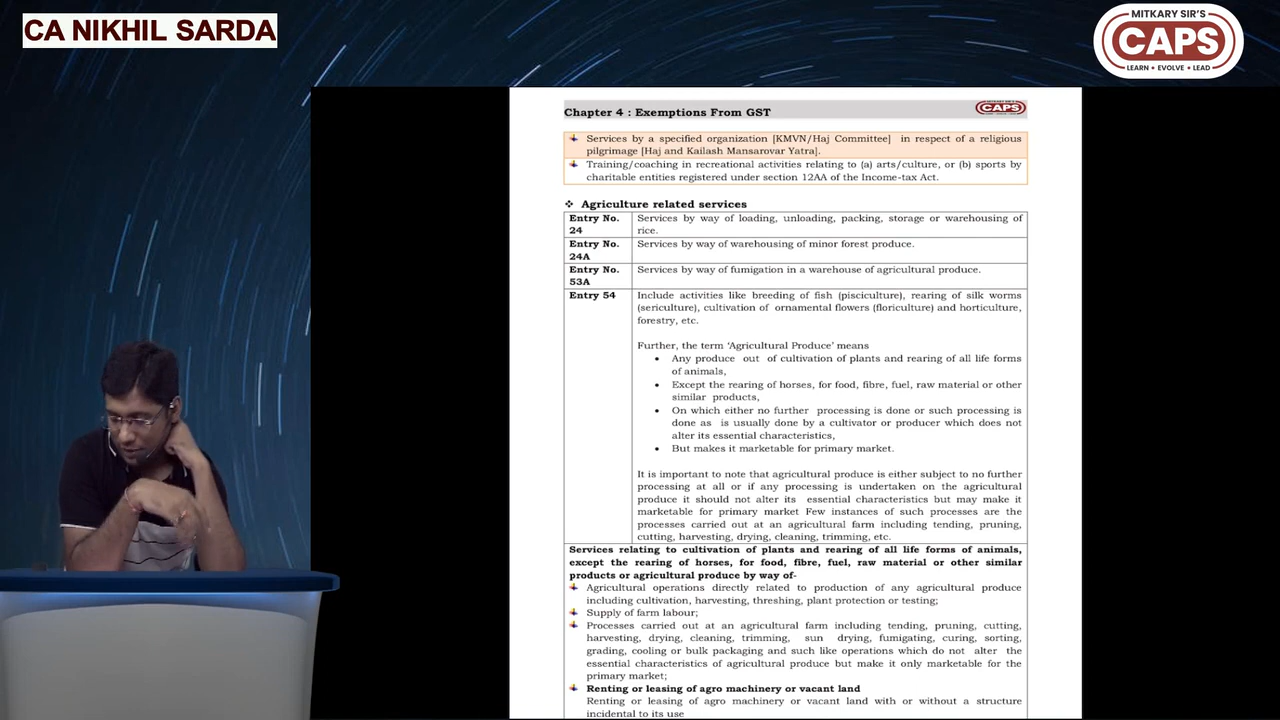 CA NIKHIL SARDA
MITKARY SIR'S
CAPS
LEARN • EVOLVE • LEAD
Chapter 4 : Exemptions From GST
CAPS
Services by a specified organization [KMVN/Haj Committee] in respect of a religious
pilgrimage [Haj and Kailash Mansarovar Yatra].
Training/coaching in recreational activities relating to (a) arts/culture, or (b) sports by
charitable entities registered under section 12AA of the Income-tax Act.
❖ Agriculture related services
Entry No. Services by way of loading, unloading, packing, storage or warehousing of
24 rice.
Entry No. Services by way of warehousing of minor forest produce.
24A
Entry No. Services by way of fumigation in a warehouse of agricultural produce.
53A
Entry 54 Include activities like breeding of fish (pisciculture), rearing of silk worms
(sericulture), cultivation of ornamental flowers (floriculture) and horticulture,
forestry, etc.
Further, the term 'Agricultural Produce' means
• Any produce out of cultivation of plants and rearing of all life forms
of animals,
• Except the rearing of horses, for food, fibre, fuel, raw material or other
similar products,
• On which either no further processing is done or such processing is
done as is usually done by a cultivator or producer which does not
alter its essential characteristics,
• But makes it marketable for primary market.
It is important to note that agricultural produce is either subject to no further
processing at all or if any processing is undertaken on the agricultural
produce it should not alter its essential characteristics but may make it
marketable for primary market Few instances of such processes are the
processes carried out at an agricultural farm including tending, pruning,
cutting, harvesting, drying, cleaning, trimming, etc.
Services relating to cultivation of plants and rearing of all life forms of animals,
except the rearing of horses, for food, fibre, fuel, raw material or other similar
products or agricultural produce by way of-
Agricultural operations directly related to production of any agricultural produce
including cultivation, harvesting, threshing, plant protection or testing;
Supply of farm labour;
Processes carried out at an agricultural farm including tending, pruning, cutting,
harvesting, drying, cleaning, trimming, sun drying, fumigating, curing, sorting,
grading, cooling or bulk packaging and such like operations which do not alter the
essential characteristics of agricultural produce but make it only marketable for the
primary market;
Renting or leasing of agro machinery or vacant land
Renting or leasing of agro machinery or vacant land with or without a structure
incidental to its use